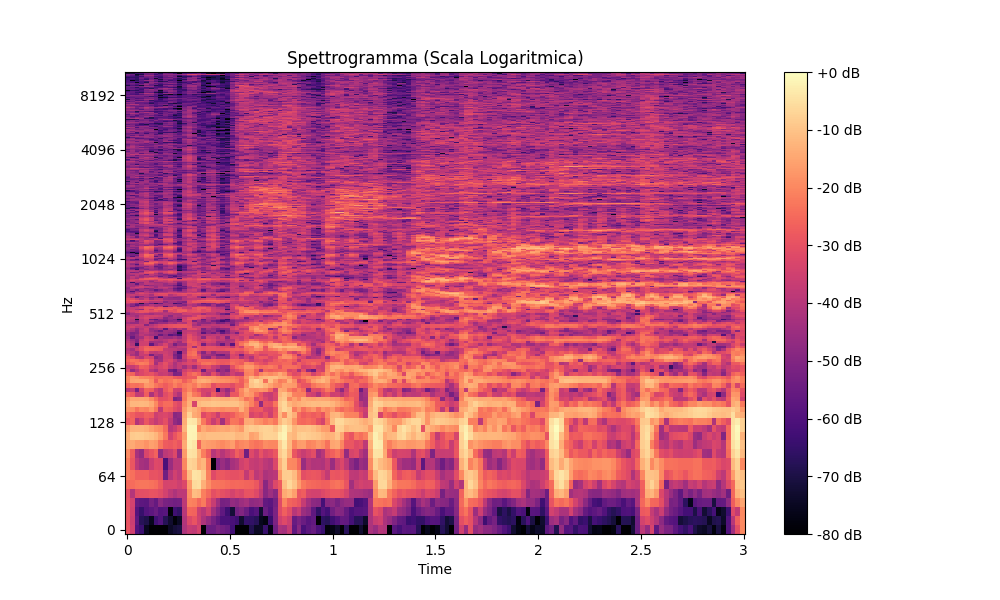 Spettrogramma (Scala Logaritmica)
8192
4096
2048
1024
512
256
128
64
0
Hz
0
0.5
1
1.5
2
2.5
3
Time
+0 dB
-10 dB
-20 dB
-30 dB
-40 dB
-50 dB
-60 dB
-70 dB
-80 dB